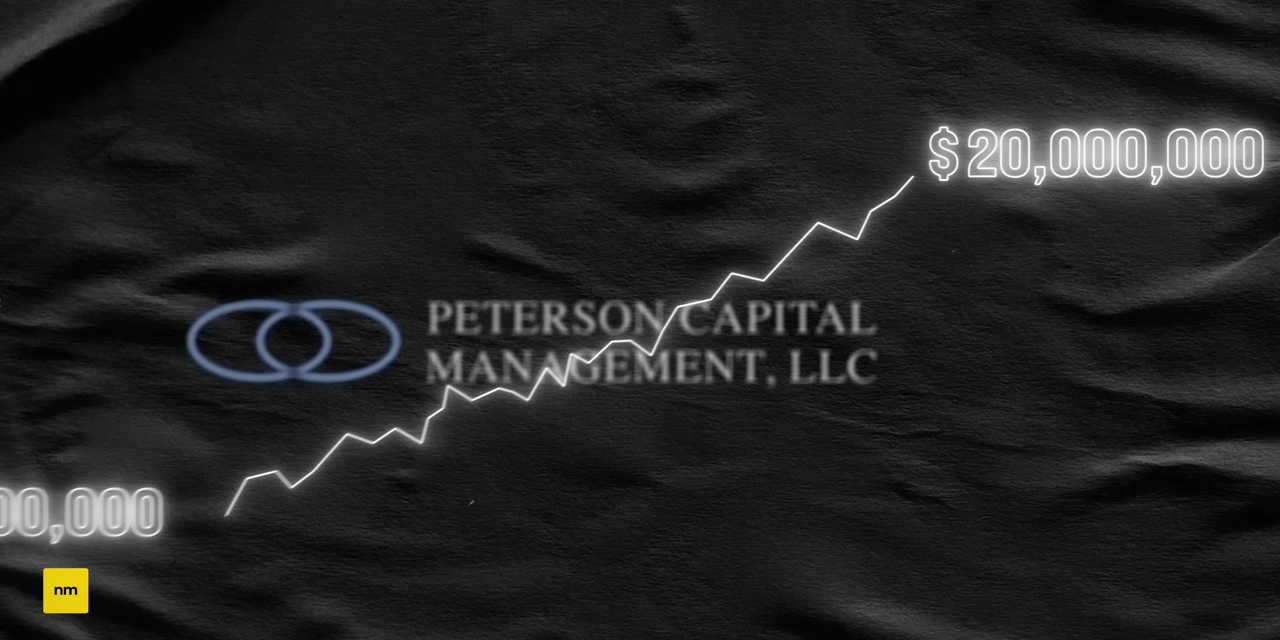 $20,000,000
PETERSON CAPITAL
MANAGEMENT, LLC
00,000
nm